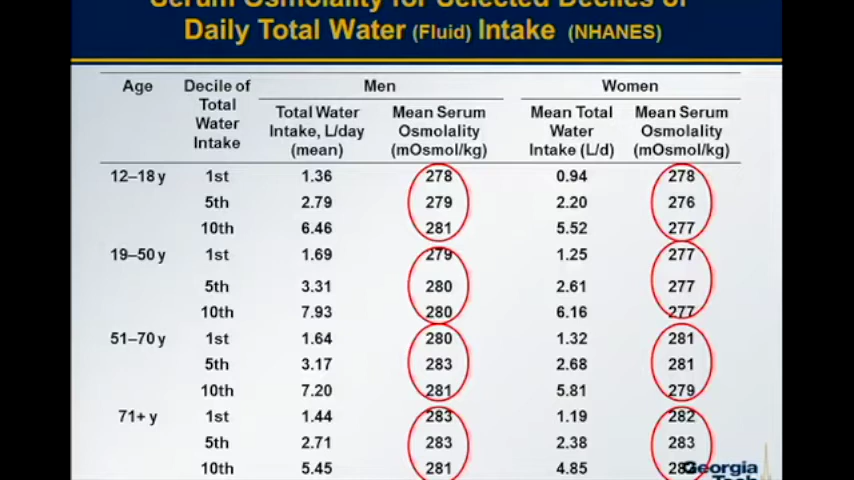 Serum Osmolality for Selected Deciles of
Daily Total Water (Fluid) Intake (NHANES)
Age Decile of Total Water Intake Men Women
Total Water Intake, L/day (mean) Mean Serum Osmolality (mOsmol/kg) Mean Total Water Intake (L/d) Mean Serum Osmolality (mOsmol/kg)
12–18 y 1st 1.36 278 0.94 278
5th 2.79 279 2.20 276
10th 6.46 281 5.52 277
19–50 y 1st 1.69 279 1.25 277
5th 3.31 280 2.61 277
10th 7.93 280 6.16 277
51–70 y 1st 1.64 280 1.32 281
5th 3.17 283 2.68 281
10th 7.20 281 5.81 279
71+ y 1st 1.44 283 1.19 282
5th 2.71 283 2.38 283
10th 5.45 281 4.85
Georgia
Tech